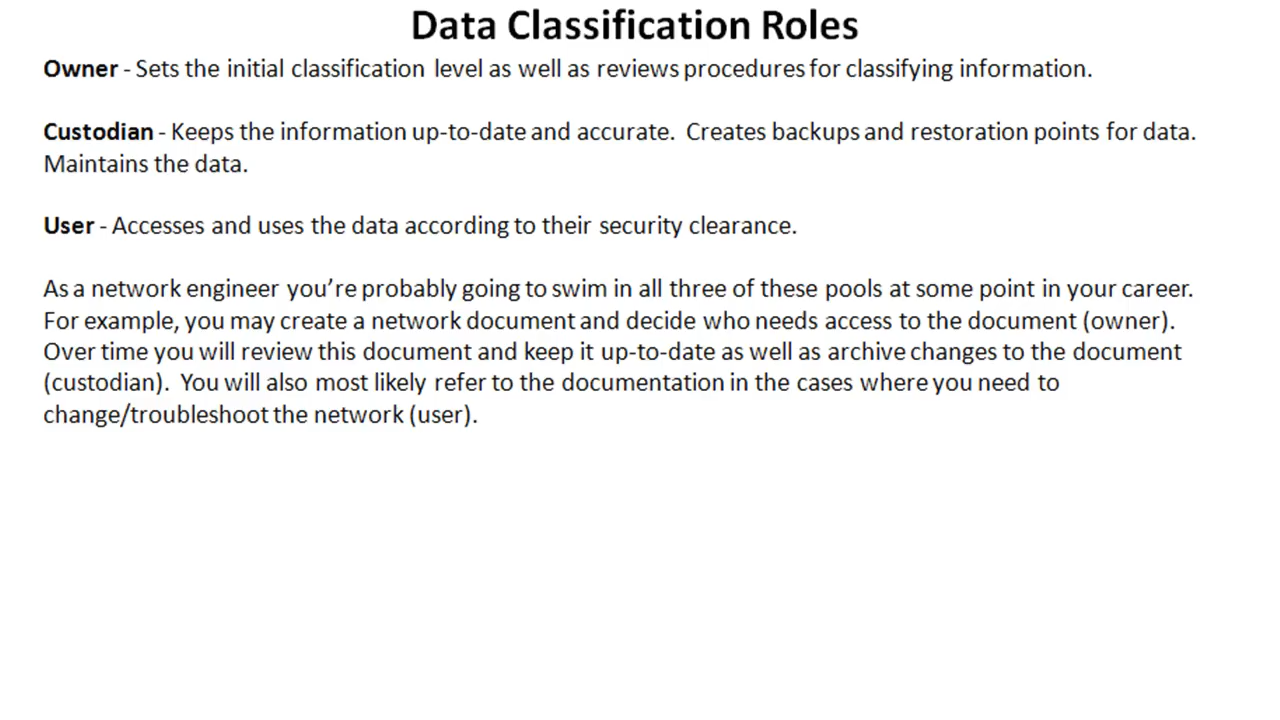 Data Classification Roles
Owner - Sets the initial classification level as well as reviews procedures for classifying information.
Custodian - Keeps the information up-to-date and accurate.  Creates backups and restoration points for data.
Maintains the data.
User - Accesses and uses the data according to their security clearance.
As a network engineer you’re probably going to swim in all three of these pools at some point in your career.
For example, you may create a network document and decide who needs access to the document (owner).
Over time you will review this document and keep it up-to-date as well as archive changes to the document
(custodian).  You will also most likely refer to the documentation in the cases where you need to
change/troubleshoot the network (user).